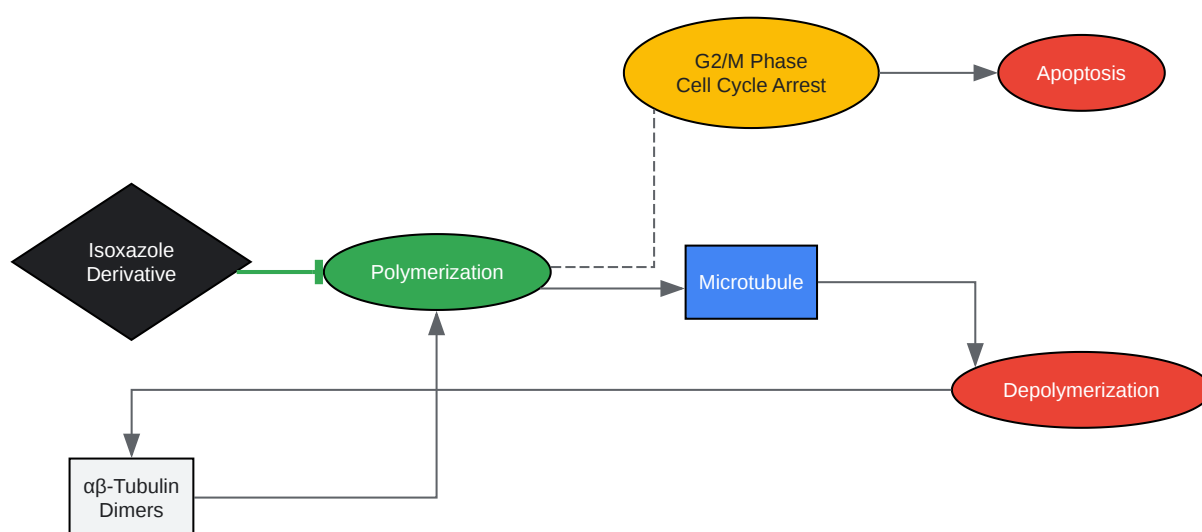 G2/M Phase
Cell Cycle Arrest
Apoptosis
Isoxazole
Derivative
Polymerization
Microtubule
Depolymerization
αβ-Tubulin
Dimers